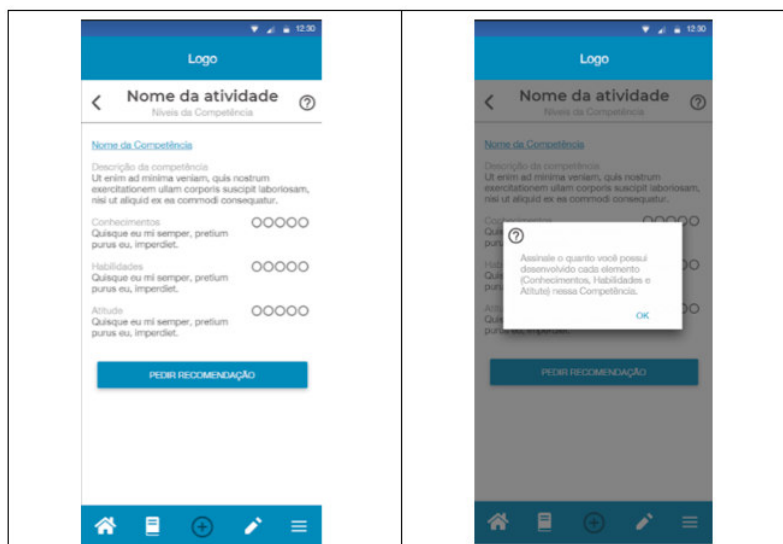 12:30
Logo
Nome da atividade
Níveis da Competência
Nome da Competência
Descrição da competência
Ut enim ad minima veniam, quis nostrum
exercitationem ullam corporis suscipit laboriosam,
nisi ut aliquid ex ea commodi consequatur.
Conhecimentos
Quisque eu mi semper, pretium
purus eu, imperdiet.
Habilidades
Quisque eu mi semper, pretium
purus eu, imperdiet.
Atitude
Quisque eu mi semper, pretium
purus eu, imperdiet.
PEDIR RECOMENDAÇÃO
12:30
Logo
Nome da atividade
Níveis da Competência
Nome da Competência
Descrição da competência
Ut enim ad minima veniam, quis nostrum
exercitationem ullam corporis suscipit laboriosam,
nisi ut aliquid ex ea commodi consequatur.
Assinale o quanto você possui
desenvolvido cada elemento
(Conhecimentos, Habilidades e
Atitute) nessa Competência.
OK
PEDIR RECOMENDAÇÃO